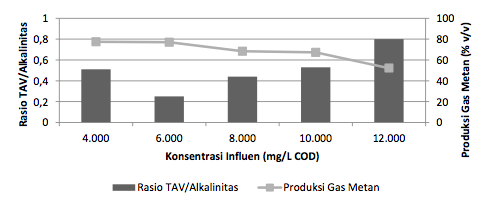 Rasio TAV/Alkalinitas
1
0,8
0,6
0,4
0,2
0
100
80
60
40
20
0
Produksi Gas Metan (% v/v)
4.000 6.000 8.000 10.000 12.000
Konsentrasi Influen (mg/L COD)
Rasio TAV/Alkalinitas Produksi Gas Metan